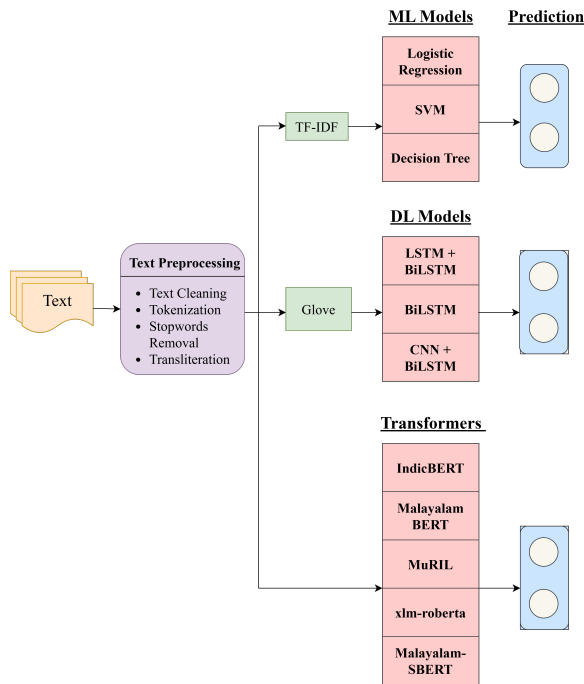 ML Models
Prediction
Logistic
Regression
SVM
Decision Tree
TF-IDF
Text
Text Preprocessing
• Text Cleaning
• Tokenization
• Stopwords
Removal
• Transliteration
DL Models
LSTM +
BiLSTM
BiLSTM
CNN +
BiLSTM
Glove
Transformers
IndicBERT
Malayalam
BERT
MuRIL
xlm-roberta
Malayalam-
SBERT